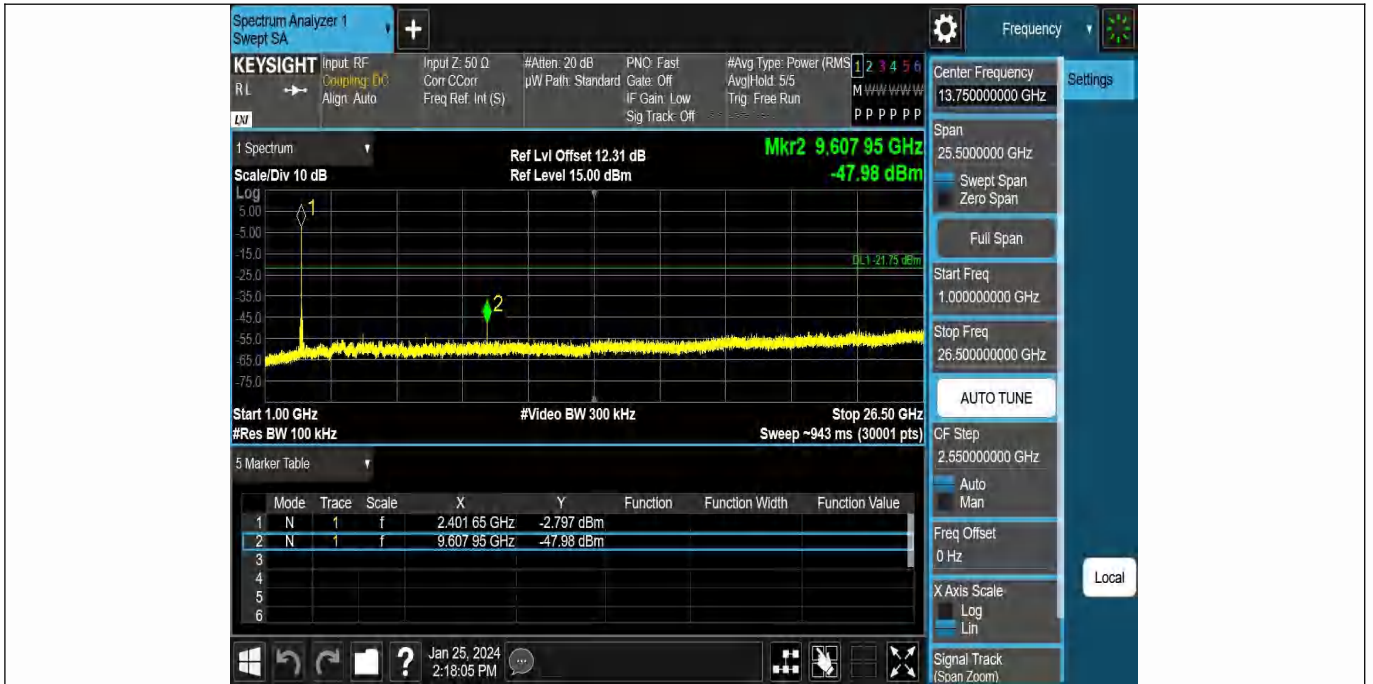 Spectrum Analyzer 1
Swept SA
+
Frequency
KEYSIGHT
RL
LXI
Input: RF
Coupling: DC
Align: Auto
Input Z: 50 Ω
Corr CCorr
Freq Ref: Int (S)
#Atten: 20 dB
µW Path: Standard
PNO: Fast
Gate: Off
IF Gain: Low
Sig Track: Off
#Avg Type: Power (RMS
Avg|Hold: 5/5
Trig: Free Run
1 2 3 4 5 6
M W W W W W
P P P P P P
1 Spectrum
Scale/Div 10 dB
Ref Lvl Offset 12.31 dB
Ref Level 15.00 dBm
Mkr2 9.607 95 GHz
-47.98 dBm
Log
5.00
-5.00
-15.0
-25.0
-35.0
-45.0
-55.0
-65.0
-75.0
1
2
DL1 -21.75 dBm
Start 1.00 GHz
#Res BW 100 kHz
#Video BW 300 kHz
Stop 26.50 GHz
Sweep ~943 ms (30001 pts)
5 Marker Table
Mode Trace Scale X Y Function Function Width Function Value
1 N 1 f 2.401 65 GHz -2.797 dBm
2 N 1 f 9.607 95 GHz -47.98 dBm
3
4
5
6
?
Jan 25, 2024
2:18:05 PM
Center Frequency
13.750000000 GHz
Settings
Span
25.5000000 GHz
Swept Span
Zero Span
Full Span
Start Freq
1.000000000 GHz
Stop Freq
26.500000000 GHz
AUTO TUNE
CF Step
2.550000000 GHz
Auto
Man
Freq Offset
0 Hz
X Axis Scale
Log
Lin
Local
Signal Track
(Span Zoom)